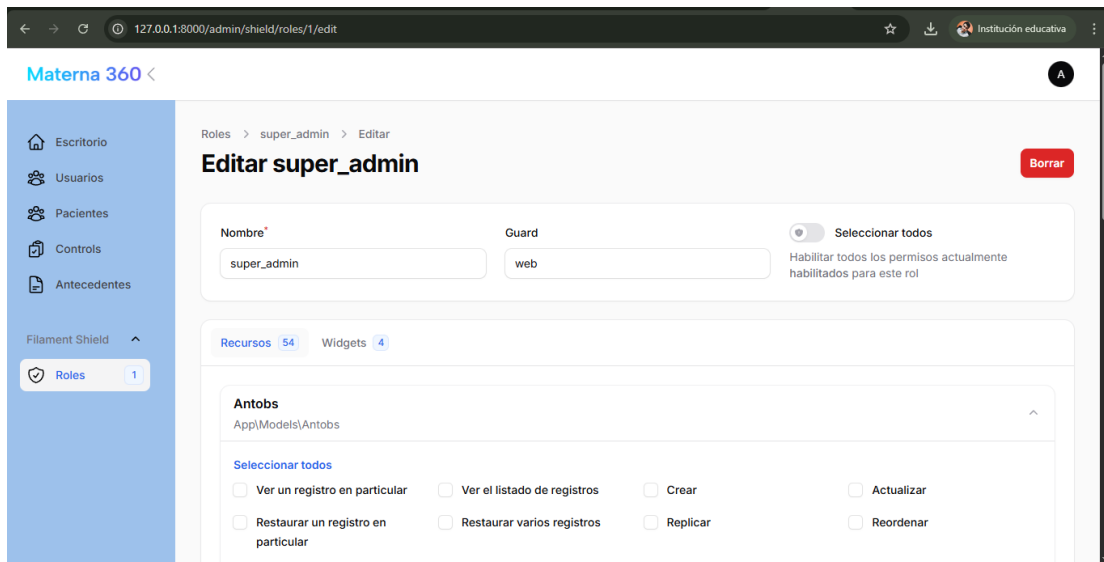 127.0.0.1:8000/admin/shield/roles/1/edit
Institución educativa
Materna 360
A
Escritorio
Usuarios
Pacientes
Controls
Antecedentes
Filament Shield
Roles 1
Roles > super_admin > Editar
Editar super_admin
Borrar
Nombre*
super_admin
Guard
web
Seleccionar todos
Habilitar todos los permisos actualmente
habilitados para este rol
Recursos 54 Widgets 4
Antobs
App\Models\Antobs
Seleccionar todos
Ver un registro en particular Ver el listado de registros Crear Actualizar
Restaurar un registro en
particular
Restaurar varios registros Replicar Reordenar